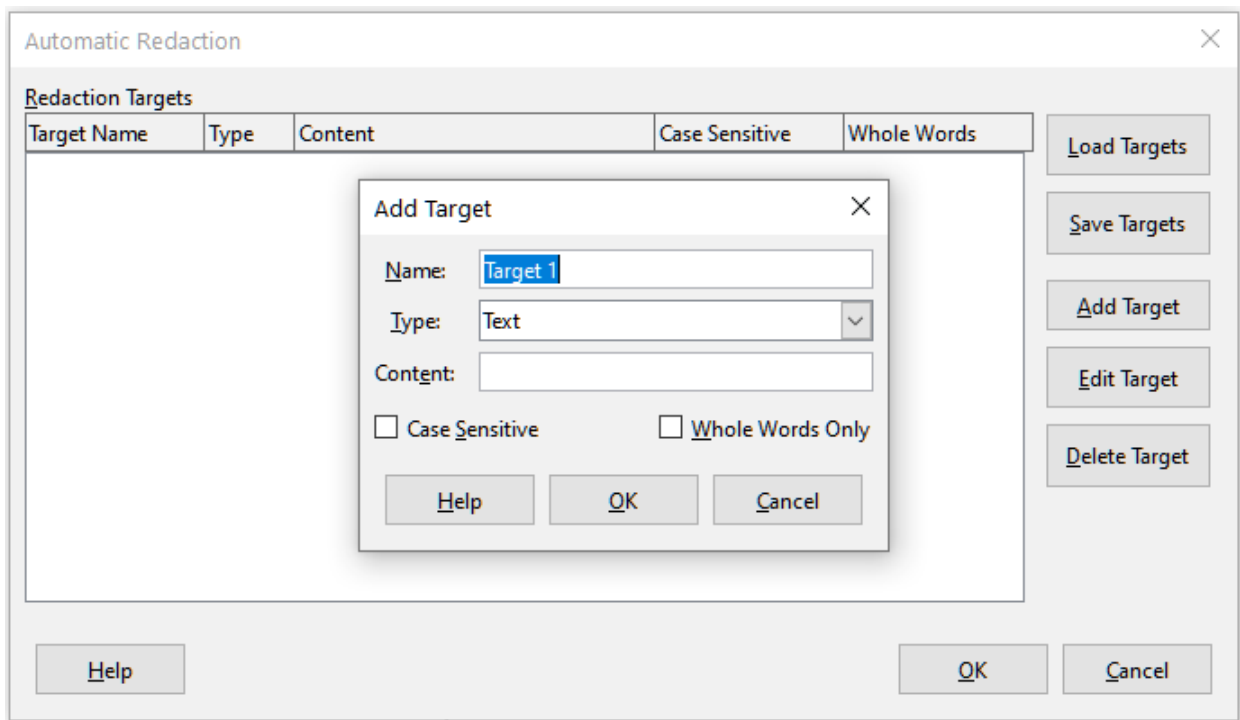 Automatic Redaction
Redaction Targets
Target Name Type Content Case Sensitive Whole Words
Load Targets
Save Targets
Add Target
Edit Target
Delete Target
Add Target
Name: Target 1
Type: Text
Content:
Case Sensitive Whole Words Only
Help OK Cancel
Help OK Cancel